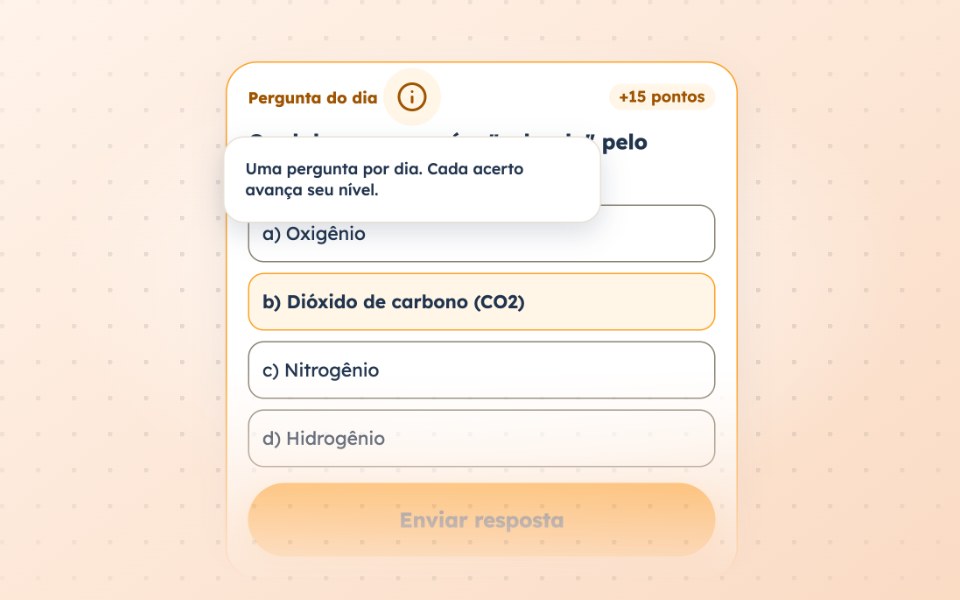 Pergunta do dia
+15 pontos
pelo
Uma pergunta por dia. Cada acerto
avança seu nível.
a) Oxigênio
b) Dióxido de carbono (CO2)
c) Nitrogênio
d) Hidrogênio
Enviar resposta